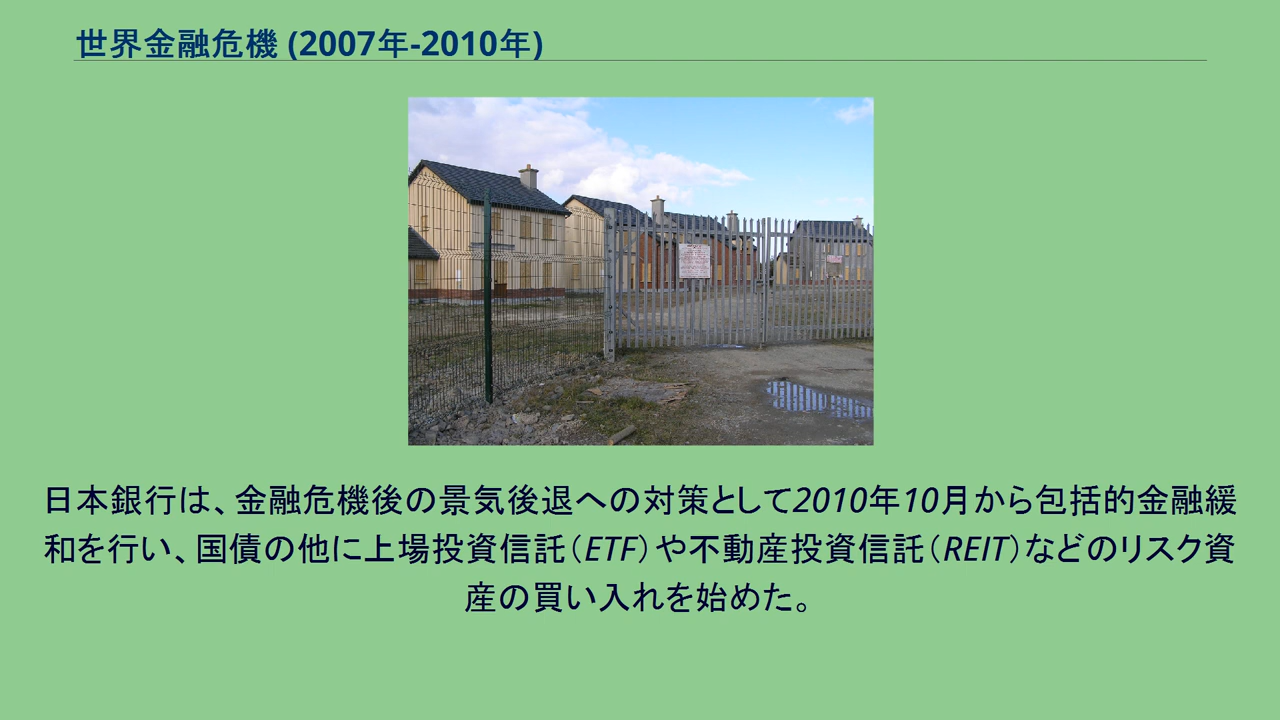 世界金融危機 (2007年-2010年)
日本銀行は、金融危機後の景気後退への対策として2010年10月から包括的金融緩
和を行い、国債の他に上場投資信託（ETF）や不動産投資信託（REIT）などのリスク資
産の買い入れを始めた。